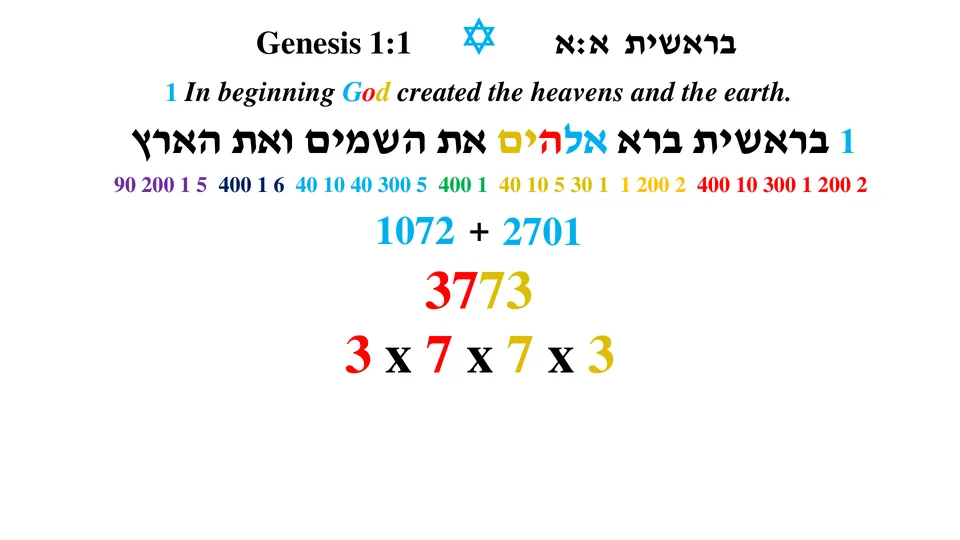 Genesis 1:1 ✡ בראשית א:א
1 In beginning God created the heavens and the earth.
1 בראשית ברא אלהים את השמים ואת הארץ
90 200 1 5 400 1 6 40 10 40 300 5 400 1 40 10 5 30 1 1 200 2 400 10 300 1 200 2
1072 + 2701
3773
3 x 7 x 7 x 3